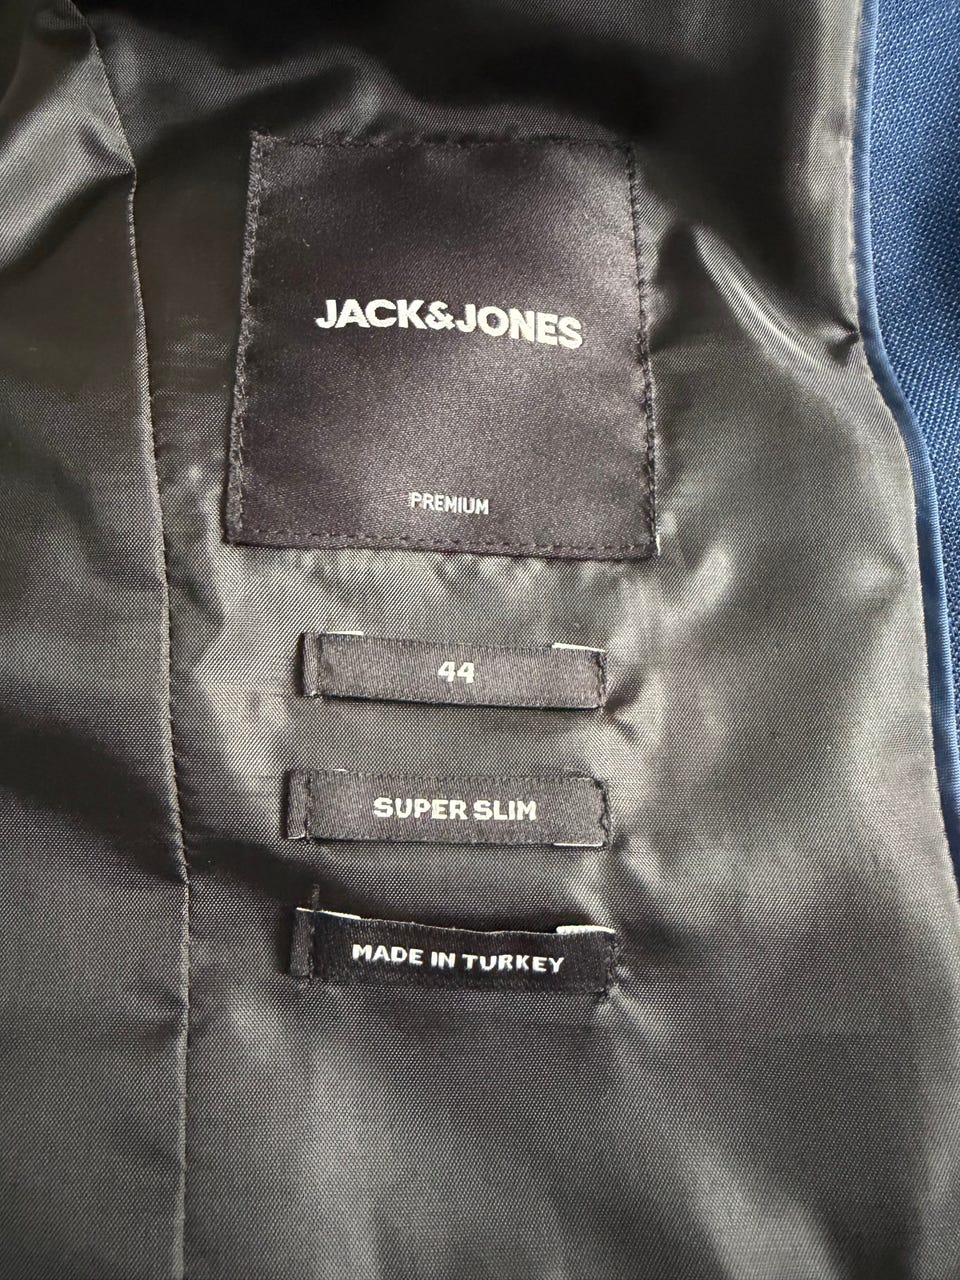 JACK&JONES
PREMIUM
44
SUPER SLIM
MADE IN TURKEY